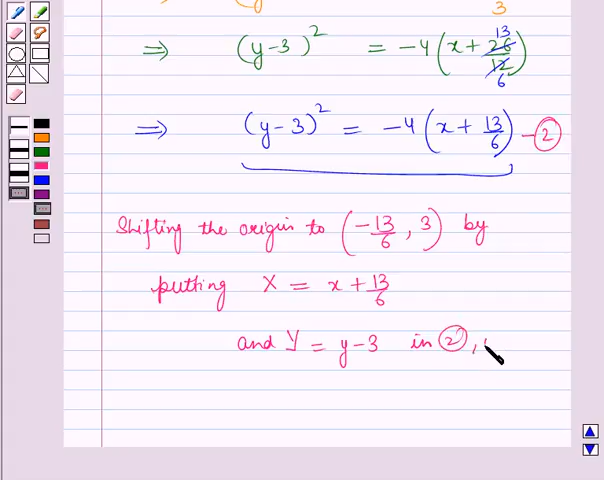 3
⇒ (y-3)² = -4(x + 26/12) 13 6
⇒ (y-3)² = -4(x + 13/6) - ②
Shifting the origin to (-13/6, 3) by
putting X = x + 13/6
and Y = y-3 in ②,